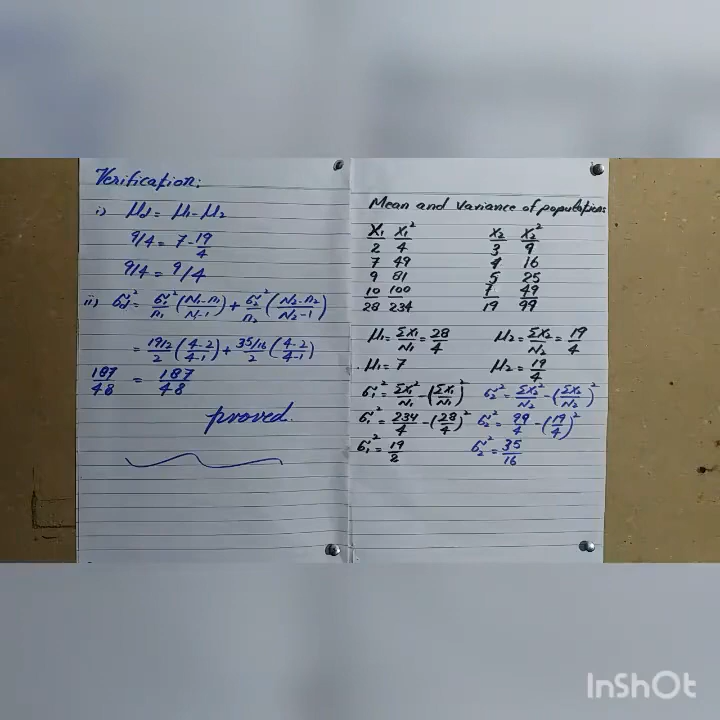 Verification:
i) μd = μ1 - μ2
9/4 = 7 - 19/4
9/4 = 9/4
ii) σd² = σ1²/n1 (N1-n1/N1-1) + σ2²/n2 (N2-n2/N2-1)
= 19/2/2 (4-2/4-1) + 35/16/2 (4-2/4-1)
187/48 = 187/48
proved.
Mean and Variance of populations
X1 X1²
2 4
7 49
9 81
10 100
28 234
X2 X2²
3 9
4 16
5 25
7 49
19 99
μ1 = ΣX1/N1 = 28/4
μ1 = 7
μ2 = ΣX2/N2 = 19/4
μ2 = 19/4
σ1² = ΣX1²/N1 - (ΣX1/N1)²
σ1² = 234/4 - (28/4)²
σ1² = 19/2
σ2² = ΣX2²/N2 - (ΣX2/N2)²
σ2² = 99/4 - (19/4)²
σ2² = 35/16
InShOt